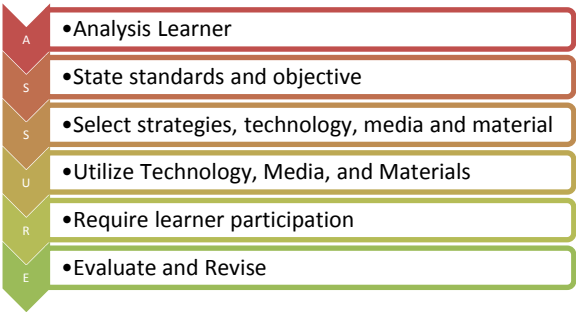 A
•Analysis Learner
S
•State standards and objective
S
•Select strategies, technology, media and material
U
•Utilize Technology, Media, and Materials
R
•Require learner participation
E
•Evaluate and Revise